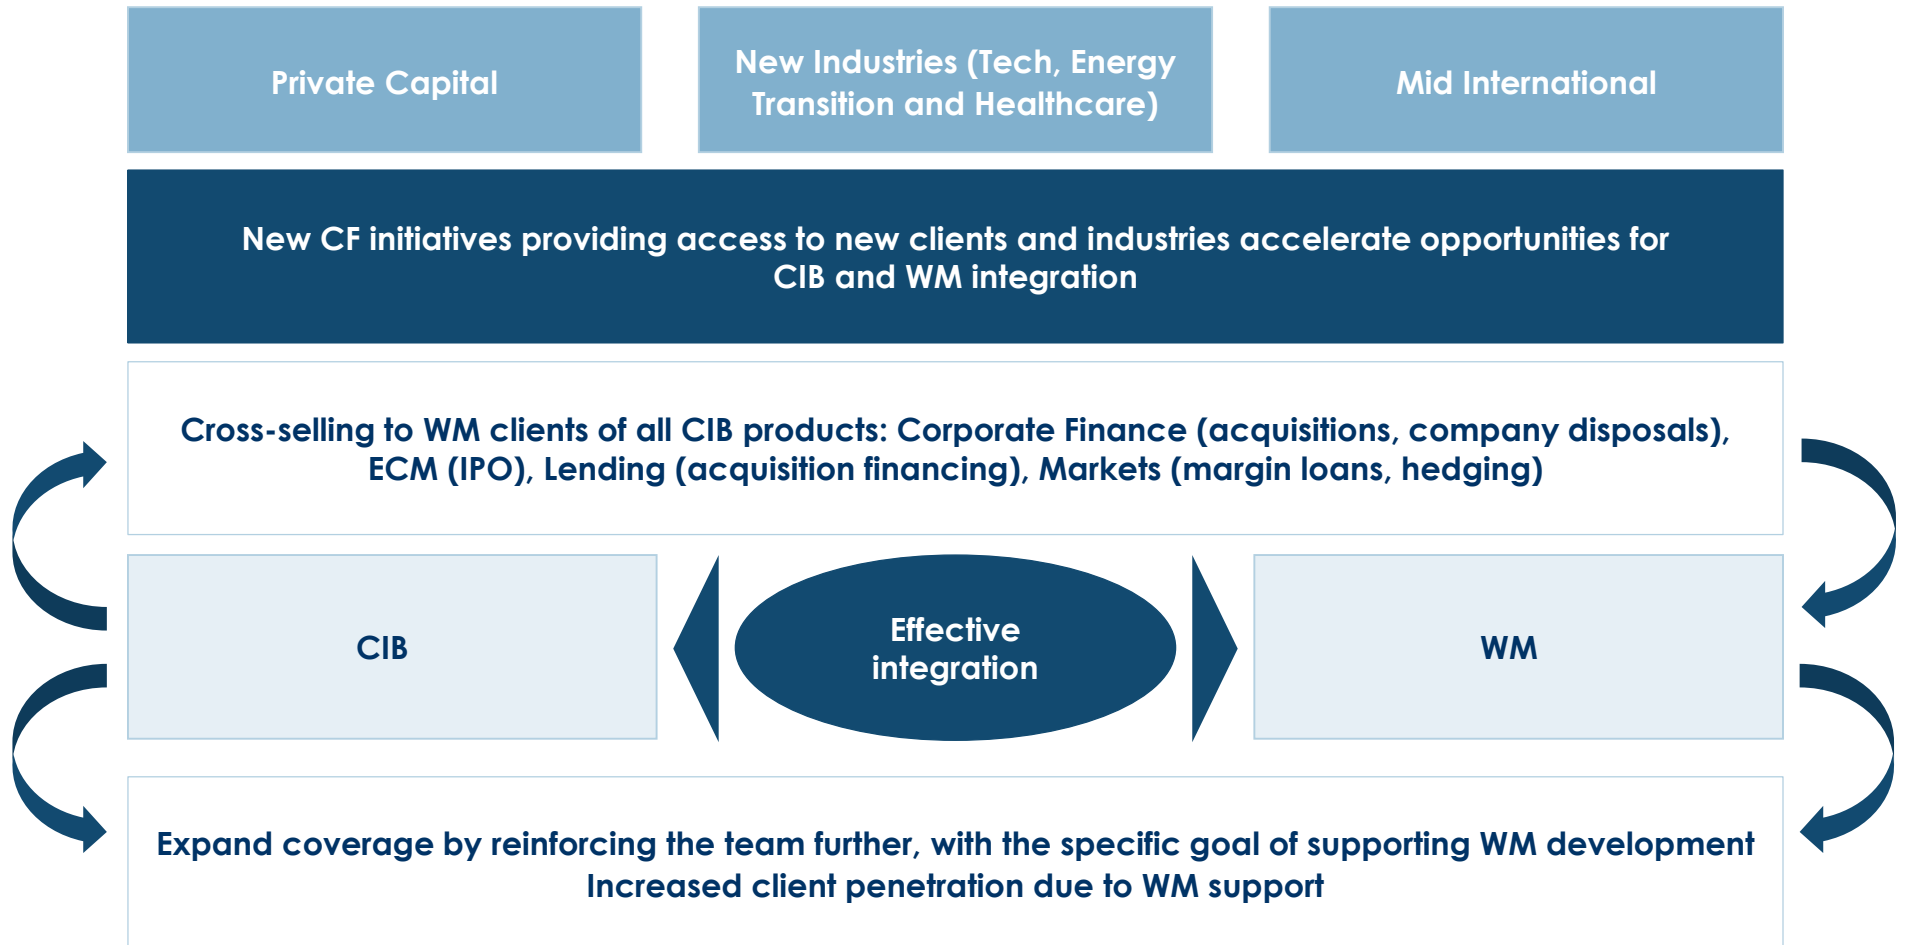 Private Capital
New Industries (Tech, Energy
Transition and Healthcare)
Mid International
New CF initiatives providing access to new clients and industries accelerate opportunities for
CIB and WM integration
Cross-selling to WM clients of all CIB products: Corporate Finance (acquisitions, company disposals),
ECM (IPO), Lending (acquisition financing), Markets (margin loans, hedging)
CIB
Effective
integration
WM
Expand coverage by reinforcing the team further, with the specific goal of supporting WM development
Increased client penetration due to WM support